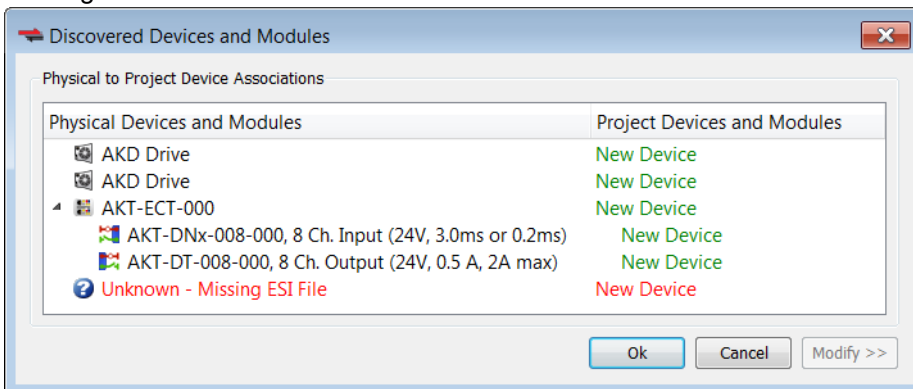 Discovered Devices and Modules
Physical to Project Device Associations
Physical Devices and Modules Project Devices and Modules
AKD Drive New Device
AKD Drive New Device
AKT-ECT-000 New Device
AKT-DNx-008-000, 8 Ch. Input (24V, 3.0ms or 0.2ms) New Device
AKT-DT-008-000, 8 Ch. Output (24V, 0.5 A, 2A max) New Device
Unknown - Missing ESI File New Device
Ok Cancel Modify >>